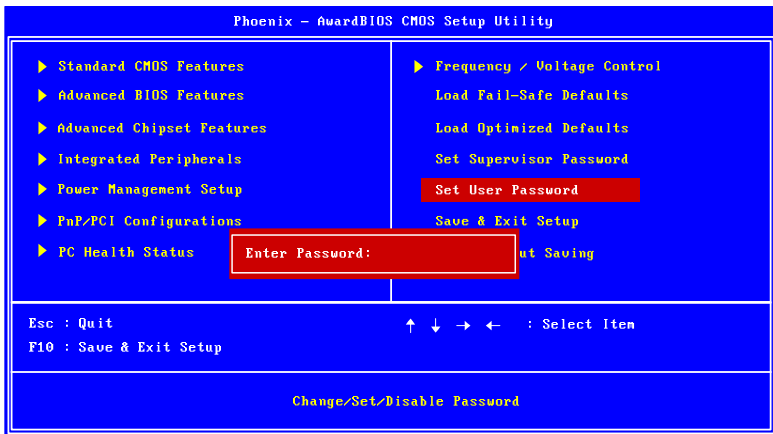 Phoenix – AwardBIOS CMOS Setup Utility
Standard CMOS Features
Advanced BIOS Features
Advanced Chipset Features
Integrated Peripherals
Power Management Setup
PnP/PCI Configurations
PC Health Status
Frequency / Voltage Control
Load Fail-Safe Defaults
Load Optimized Defaults
Set Supervisor Password
Set User Password
Save & Exit Setup
ut Saving
Enter Password:
Esc : Quit
F10 : Save & Exit Setup
↑ ↓ → ← : Select Item
Change/Set/Disable Password